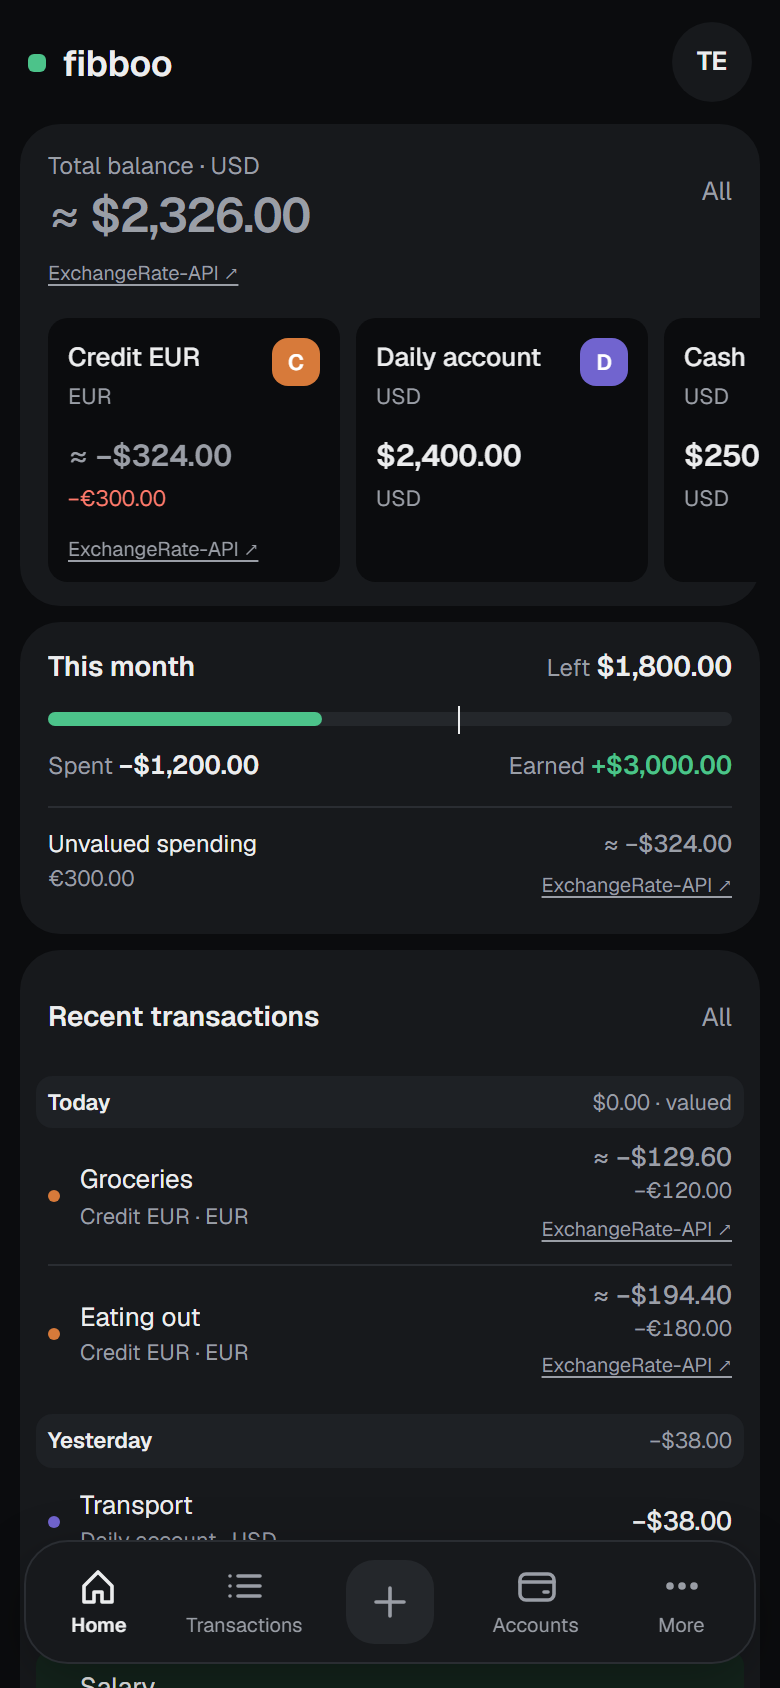 fibboo
TE
Total balance · USD
≈ $2,326.00
All
ExchangeRate-API ↗
Credit EUR
C
EUR
≈ −$324.00
−€300.00
ExchangeRate-API ↗
Daily account
D
USD
$2,400.00
USD
Cash
USD
$250
USD
This month
Left $1,800.00
Spent −$1,200.00
Earned +$3,000.00
Unvalued spending
≈ −$324.00
€300.00
ExchangeRate-API ↗
Recent transactions
All
Today
$0.00 · valued
Groceries
≈ −$129.60
−€120.00
Credit EUR · EUR
ExchangeRate-API ↗
Eating out
≈ −$194.40
−€180.00
Credit EUR · EUR
ExchangeRate-API ↗
Yesterday
−$38.00
Transport
−$38.00
Daily account · USD
Home
Transactions
Accounts
More
Salary